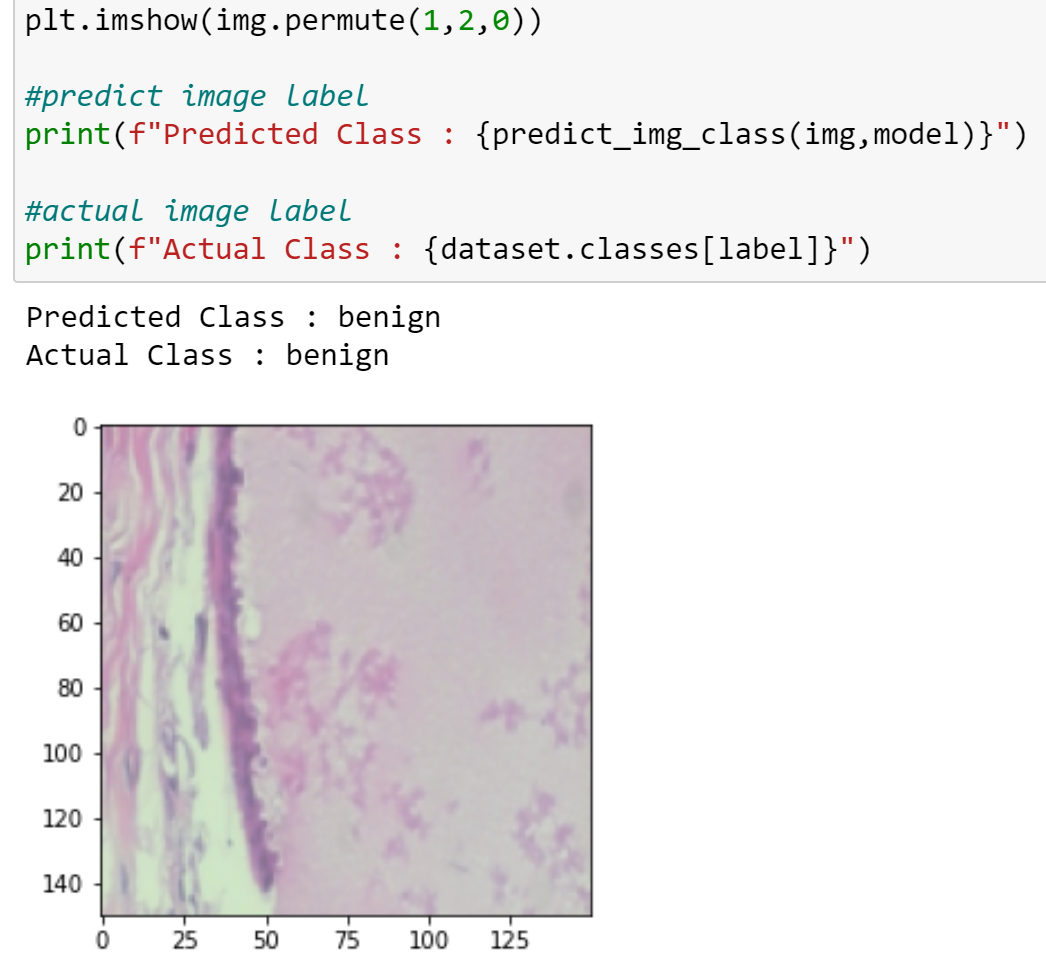 plt.imshow(img.permute(1,2,0))
#predict image label
print(f"Predicted Class : {predict_img_class(img,model)}")
#actual image label
print(f"Actual Class : {dataset.classes[label]}")
Predicted Class : benign
Actual Class : benign
0
20
40
60
80
100
120
140
0 25 50 75 100 125